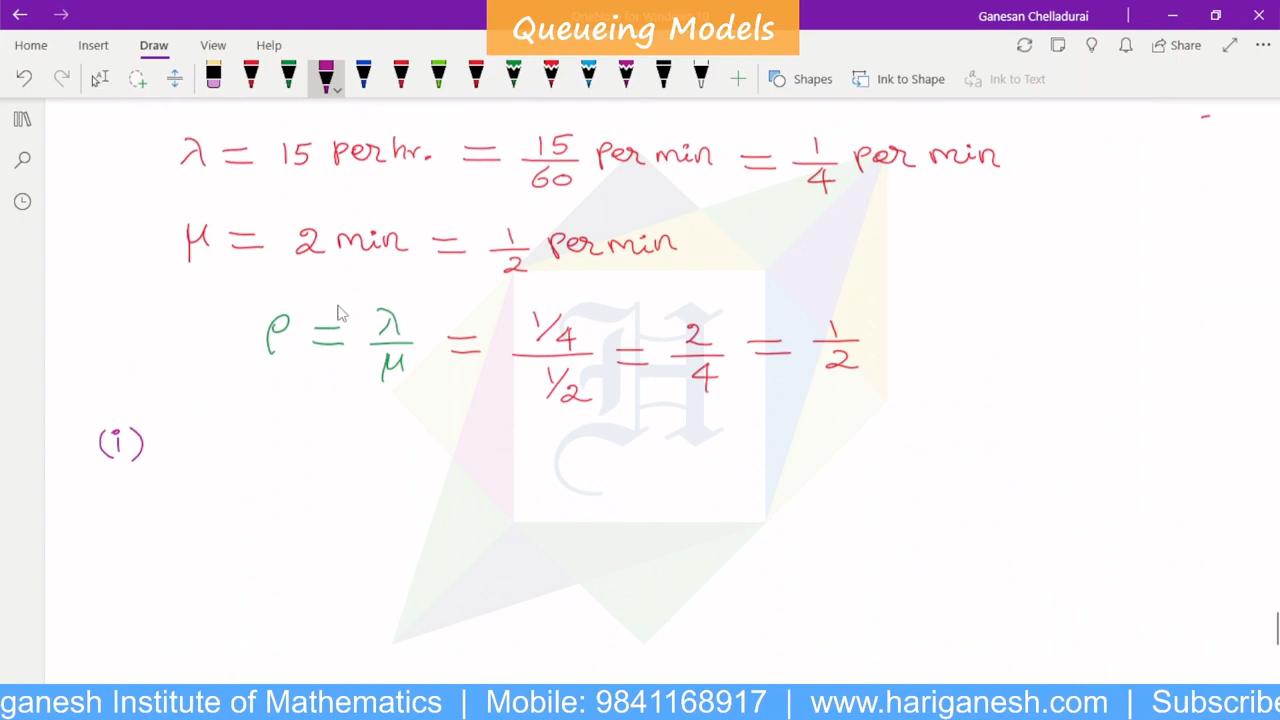 Queueing Models
Ganesan Chelladurai
Home Insert Draw View Help
Share
Shapes Ink to Shape Ink to Text
λ = 15 per hr. = 15/60 per min = 1/4 per min
μ = 2 min = 1/2 per min
ρ = λ/μ = (1/4)/(1/2) = 2/4 = 1/2
(i)
H
ganesh Institute of Mathematics | Mobile: 9841168917 | www.hariganesh.com | Subscribe